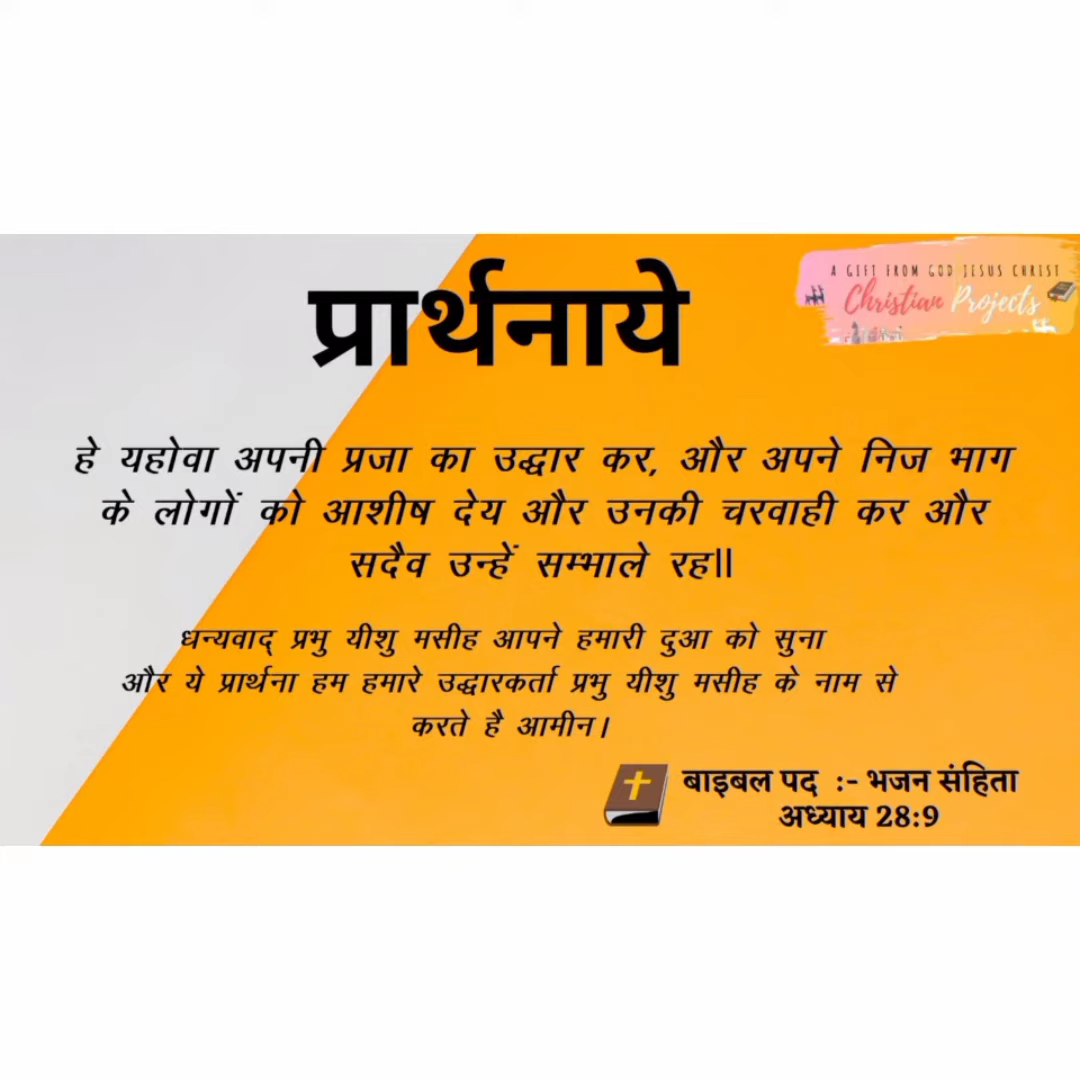 प्रार्थनाये
A GIFT FROM GOD JESUS CHRIST
Christian Projects
हे यहोवा अपनी प्रजा का उद्धार कर, और अपने निज भाग
के लोगों को आशीष देय और उनकी चरवाही कर और
सदैव उन्हें सम्भाले रह॥
धन्यवाद् प्रभु यीशु मसीह आपने हमारी दुआ को सुना
और ये प्रार्थना हम हमारे उद्धारकर्ता प्रभु यीशु मसीह के नाम से
करते है आमीन।
बाइबल पद :- भजन संहिता
अध्याय 28:9